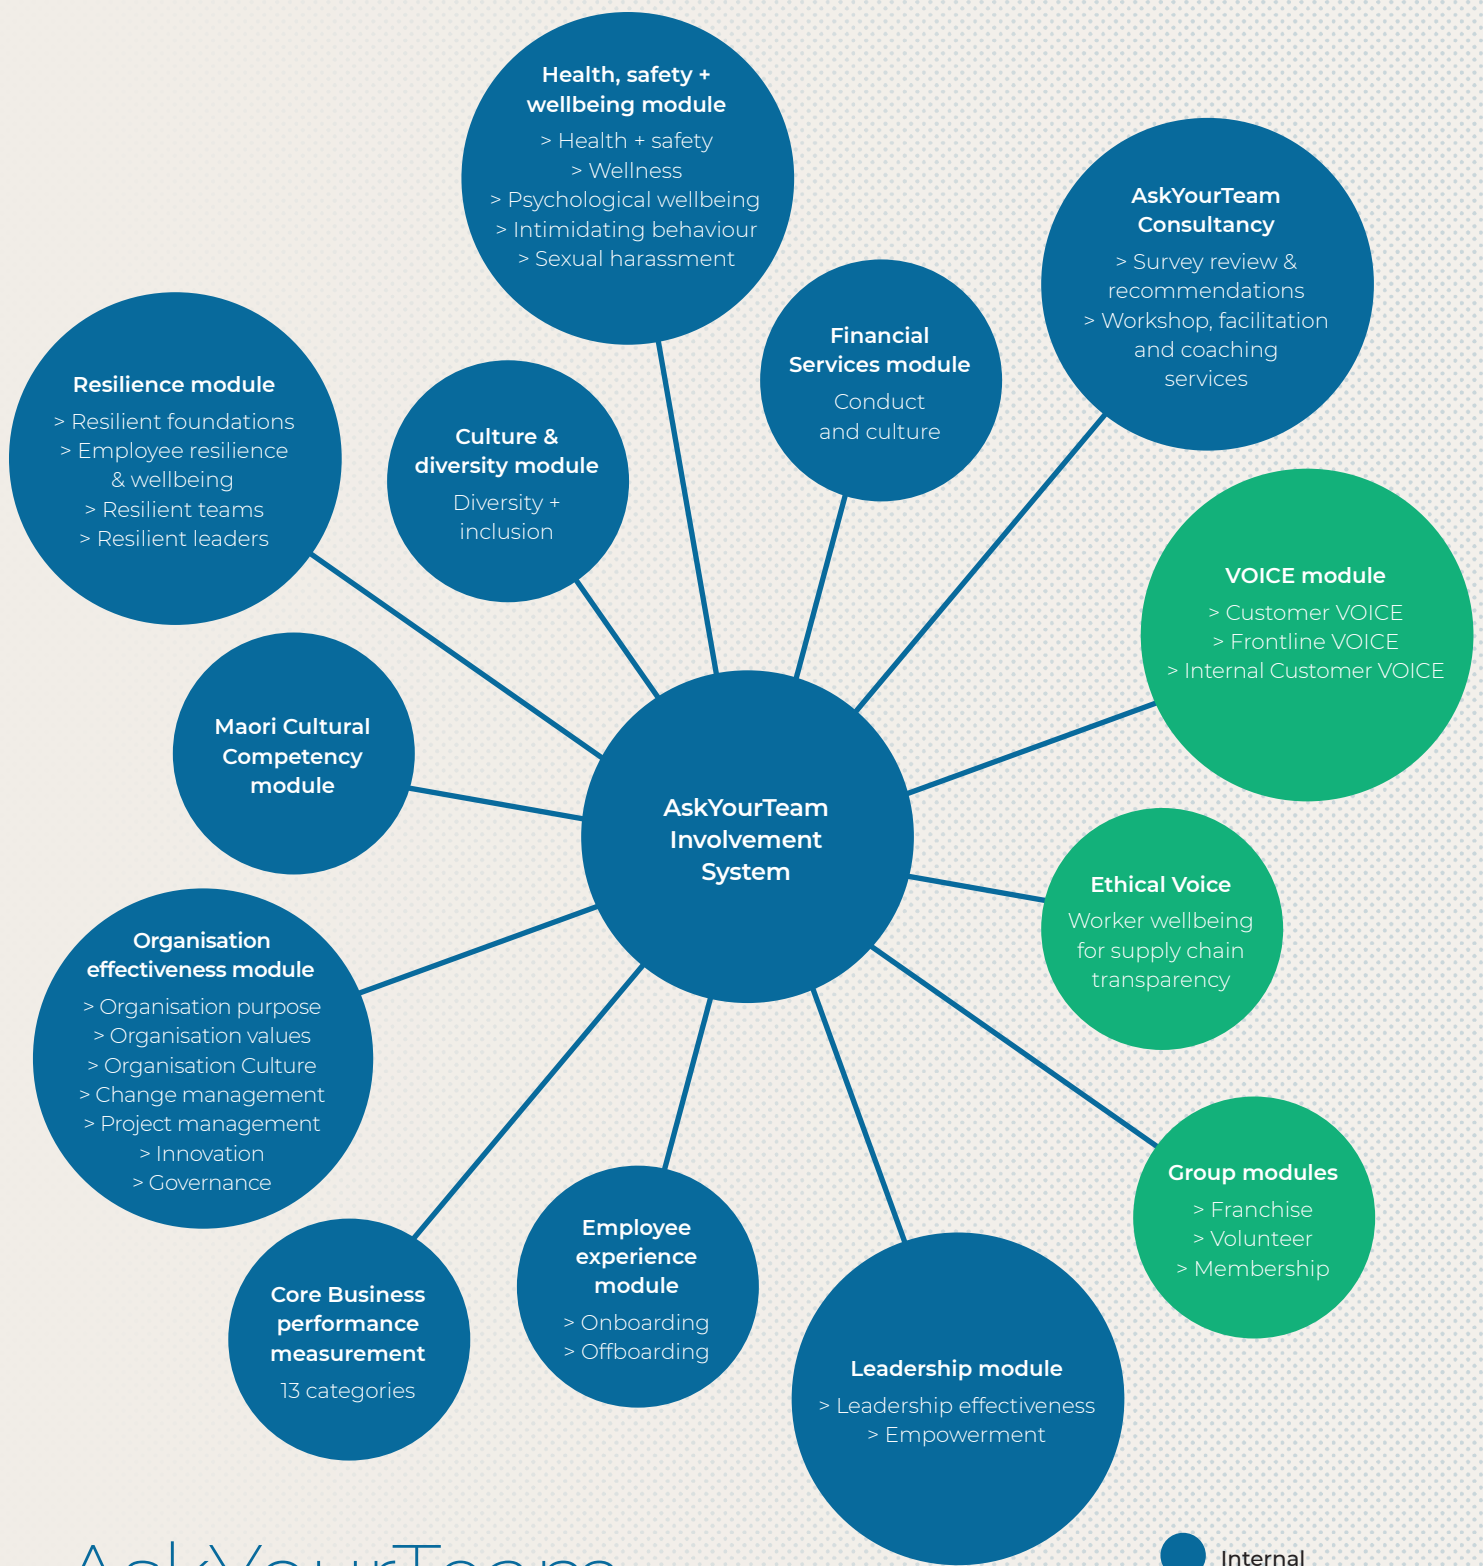 Health, safety +
wellbeing module
> Health + safety
> Wellness
> Psychological wellbeing
> Intimidating behaviour
> Sexual harassment
AskYourTeam
Consultancy
> Survey review &
recommendations
> Workshop, facilitation
and coaching
services
Financial
Services module
Conduct
and culture
Resilience module
> Resilient foundations
> Employee resilience
& wellbeing
> Resilient teams
> Resilient leaders
Culture &
diversity module
Diversity +
inclusion
VOICE module
> Customer VOICE
> Frontline VOICE
> Internal Customer VOICE
Maori Cultural
Competency
module
AskYourTeam
Involvement
System
Ethical Voice
Worker wellbeing
for supply chain
transparency
Organisation
effectiveness module
> Organisation purpose
> Organisation values
> Organisation Culture
> Change management
> Project management
> Innovation
> Governance
Group modules
> Franchise
> Volunteer
> Membership
Employee
experience
module
> Onboarding
> Offboarding
Core Business
performance
measurement
13 categories
Leadership module
> Leadership effectiveness
> Empowerment
AskYourTeam
Internal